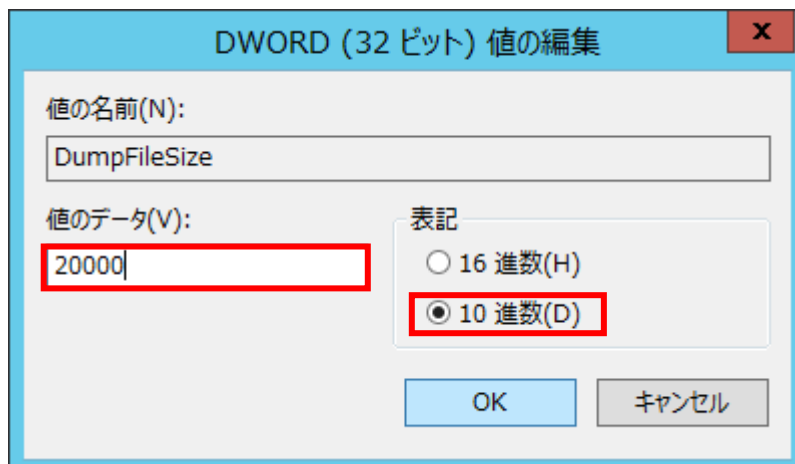 DWORD (32 ビット) 値の編集
x
値の名前(N):
DumpFileSize
値のデータ(V):
20000
表記
16 進数(H)
10 進数(D)
OK
キャンセル